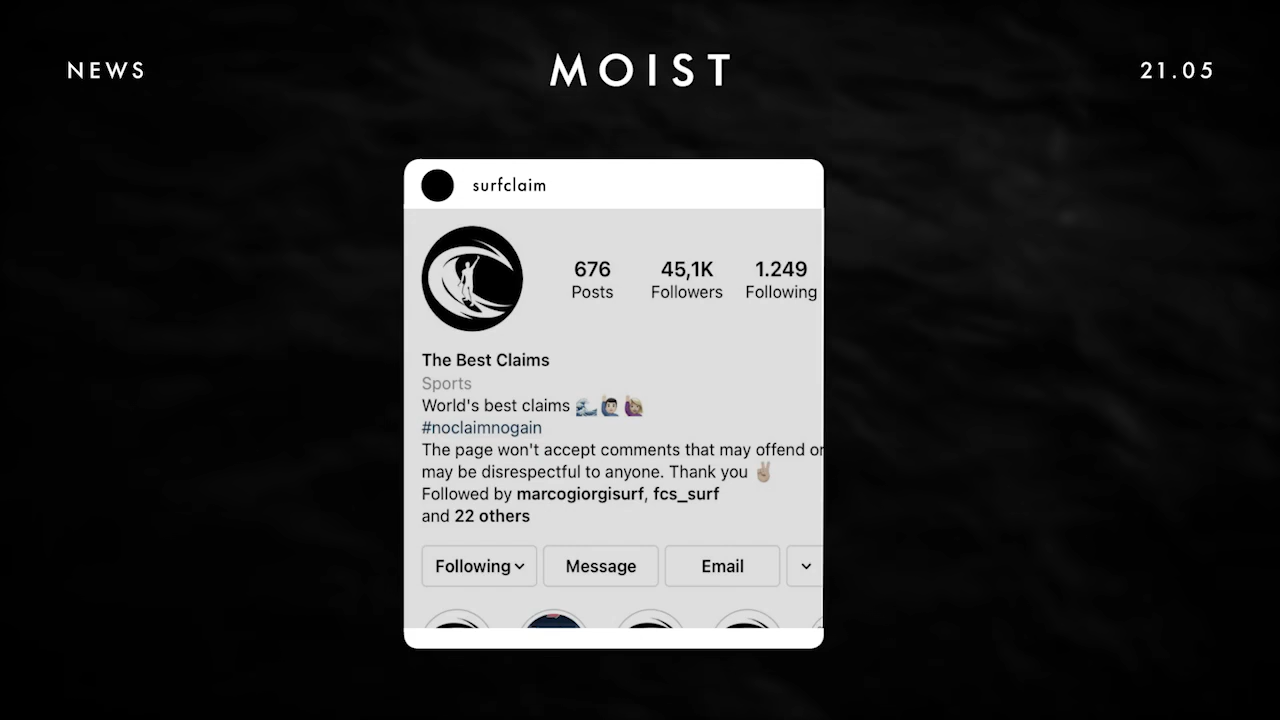 NEWS
MOIST
21.05
surfclaim
676
45,1K
1.249
Posts
Followers
Following
The Best Claims
Sports
World's best claims 🌊🙋🏻‍♂️🙋🏼‍♀️
#noclaimnogain
The page won't accept comments that may offend or
may be disrespectful to anyone. Thank you ✌🏼
Followed by marcogiorgisurf, fcs_surf
and 22 others
Following
Message
Email